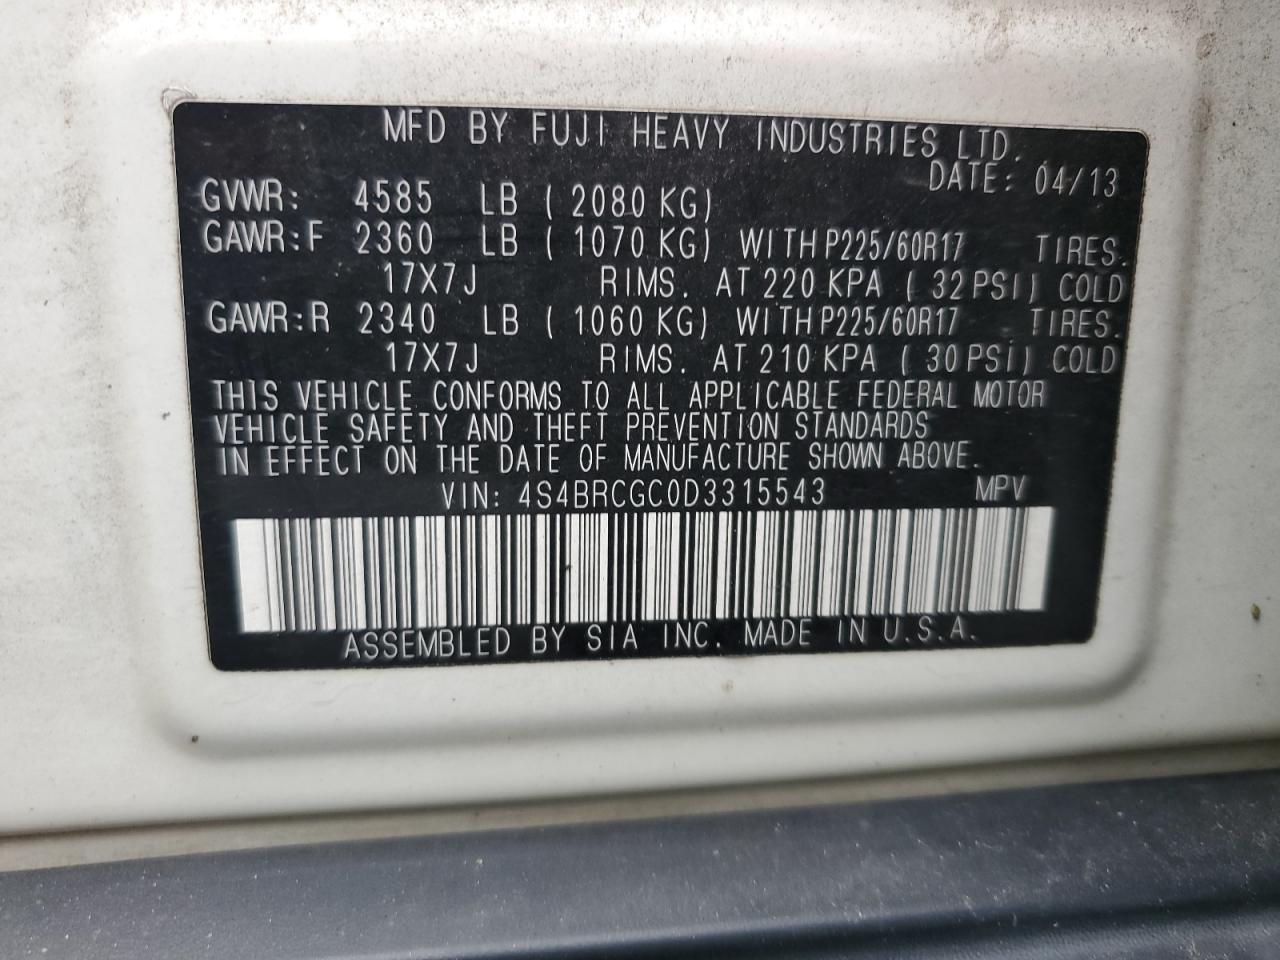 MFD BY FUJI HEAVY INDUSTRIES LTD.
DATE: 04/13
GVWR: 4585 LB ( 2080 KG)
GAWR:F 2360 LB ( 1070 KG) WITH P225/60R17 TIRES.
17X7J RIMS. AT 220 KPA ( 32 PSI) COLD
GAWR:R 2340 LB ( 1060 KG) WITH P225/60R17 TIRES.
17X7J RIMS. AT 210 KPA ( 30 PSI) COLD
THIS VEHICLE CONFORMS TO ALL APPLICABLE FEDERAL MOTOR
VEHICLE SAFETY AND THEFT PREVENTION STANDARDS
IN EFFECT ON THE DATE OF MANUFACTURE SHOWN ABOVE.
VIN: 4S4BRCGC0D3315543 MPV
ASSEMBLED BY SIA INC. MADE IN U.S.A.